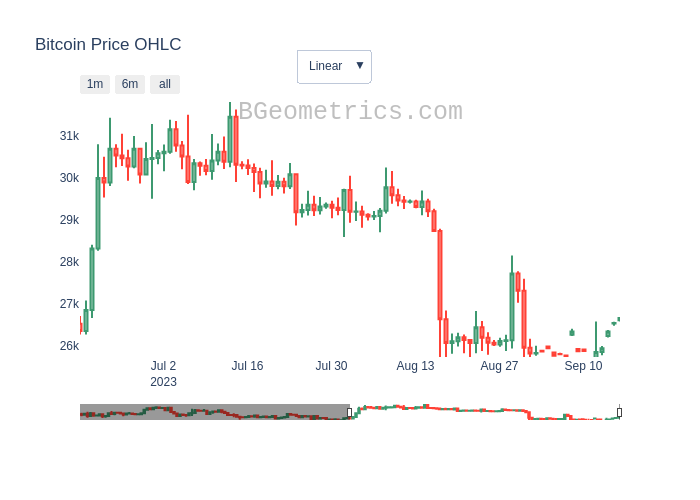 Bitcoin Price OHLC
Linear ▼
1m 6m all
BGeometrics.com
31k
30k
29k
28k
27k
26k
Jul 2 Jul 16 Jul 30 Aug 13 Aug 27 Sep 10
2023